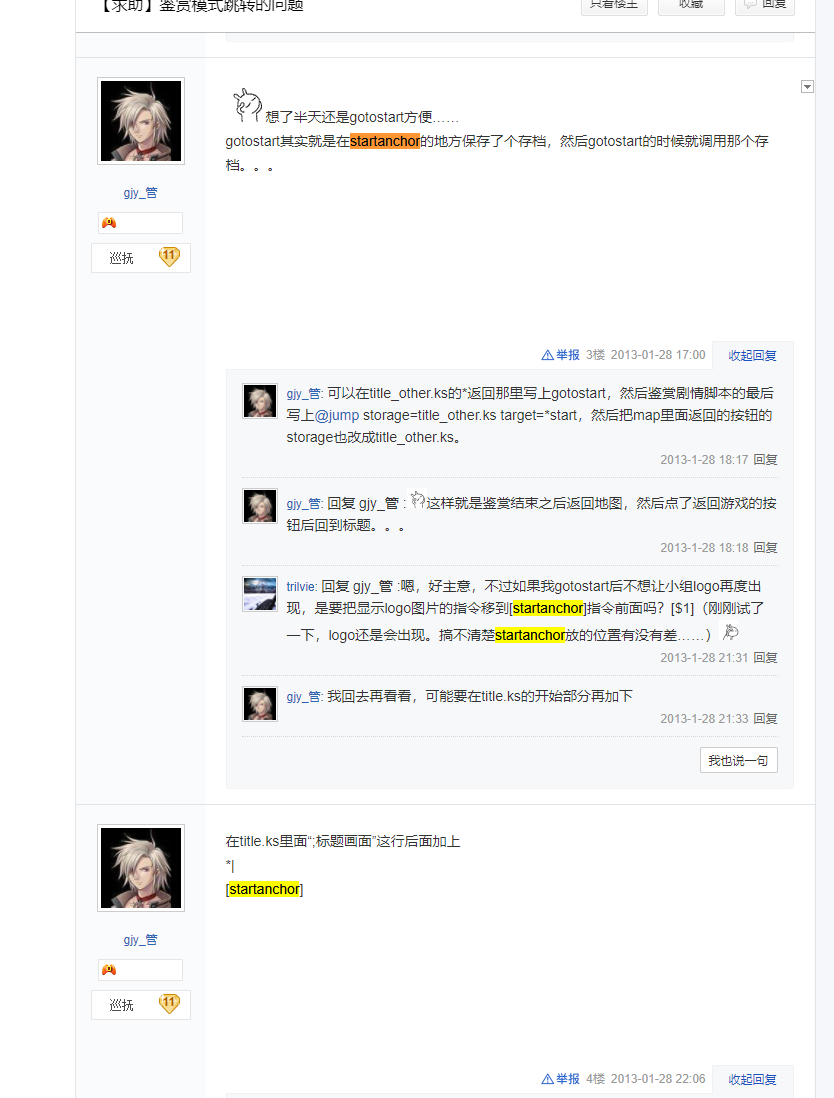 【求助】鉴赏模式跳转的问题
只看楼主
收藏
回复
想了半天还是gotostart方便……
gotostart其实就是在startanchor的地方保存了个存档，然后gotostart的时候就调用那个存
档。。。
gjy_管
巡抚
11
举报 3楼 2013-01-28 17:00 收起回复
gjy_管: 可以在title_other.ks的*返回那里写上gotostart，然后鉴赏剧情脚本的最后
写上@jump storage=title_other.ks target=*start，然后把map里面返回的按钮的
storage也改成title_other.ks。
2013-1-28 18:17 回复
gjy_管: 回复 gjy_管 :这样就是鉴赏结束之后返回地图，然后点了返回游戏的按
钮后回到标题。。。
2013-1-28 18:18 回复
trilvie: 回复 gjy_管 :嗯，好主意，不过如果我gotostart后不想让小组logo再度出
现，是要把显示logo图片的指令移到[startanchor]指令前面吗？[$1]（刚刚试了
一下，logo还是会出现。搞不清楚startanchor放的位置有没有差……）
2013-1-28 21:31 回复
gjy_管: 我回去再看看，可能要在title.ks的开始部分再加下
2013-1-28 21:33 回复
我也说一句
在title.ks里面“;标题画面”这行后面加上
*|
[startanchor]
gjy_管
巡抚
11
举报 4楼 2013-01-28 22:06 收起回复